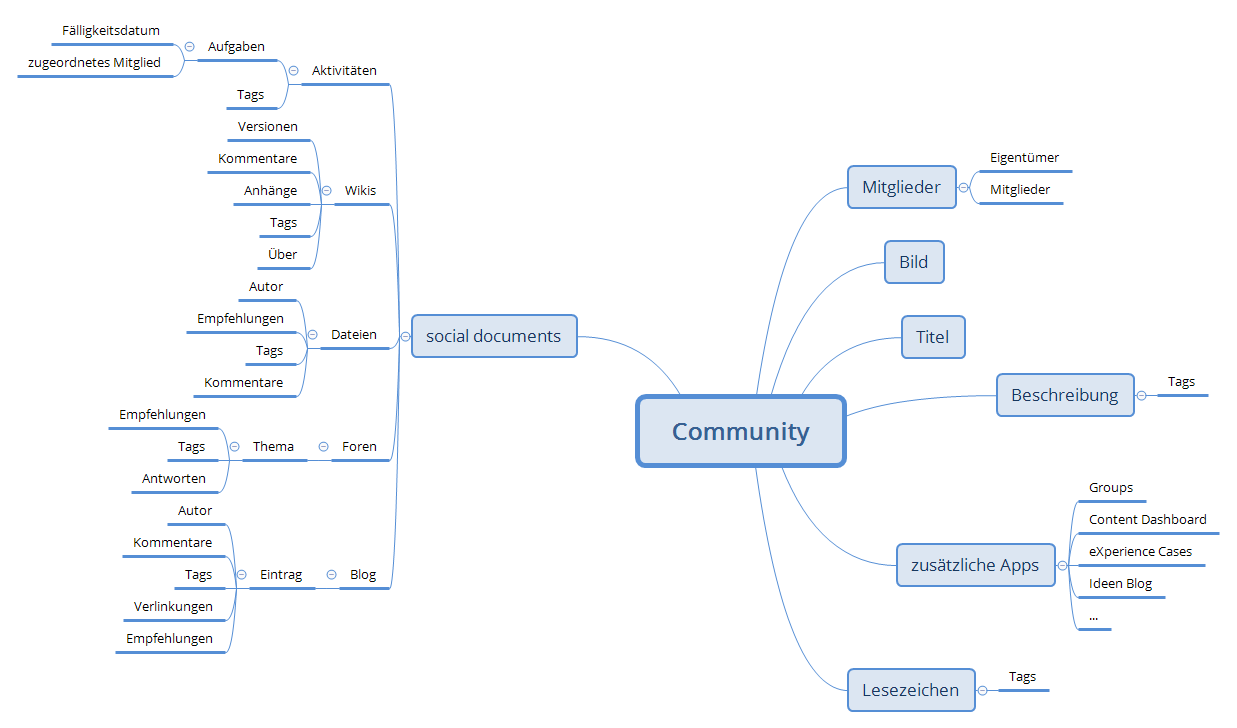 Fälligkeitsdatum
zugeordnetes Mitglied
Aufgaben
Tags
Aktivitäten
Versionen
Kommentare
Anhänge
Tags
Über
Wikis
Autor
Empfehlungen
Tags
Kommentare
Dateien
Empfehlungen
Tags
Antworten
Thema
Foren
Autor
Kommentare
Tags
Verlinkungen
Empfehlungen
Eintrag
Blog
social documents
Community
Mitglieder
Eigentümer
Mitglieder
Bild
Titel
Beschreibung
Tags
zusätzliche Apps
Groups
Content Dashboard
eXperience Cases
Ideen Blog
...
Lesezeichen
Tags